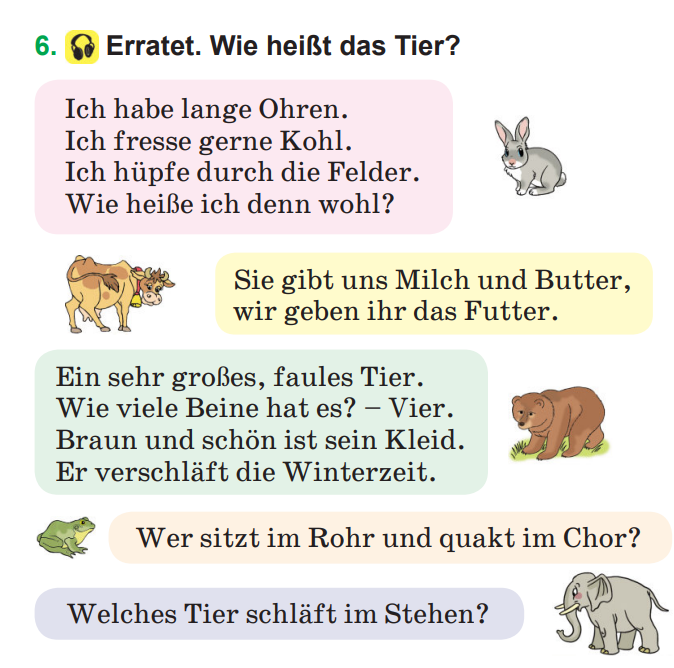 6. Erratet. Wie heißt das Tier?
Ich habe lange Ohren.
Ich fresse gerne Kohl.
Ich hüpfe durch die Felder.
Wie heiße ich denn wohl?
Sie gibt uns Milch und Butter,
wir geben ihr das Futter.
Ein sehr großes, faules Tier.
Wie viele Beine hat es? – Vier.
Braun und schön ist sein Kleid.
Er verschläft die Winterzeit.
Wer sitzt im Rohr und quakt im Chor?
Welches Tier schläft im Stehen?